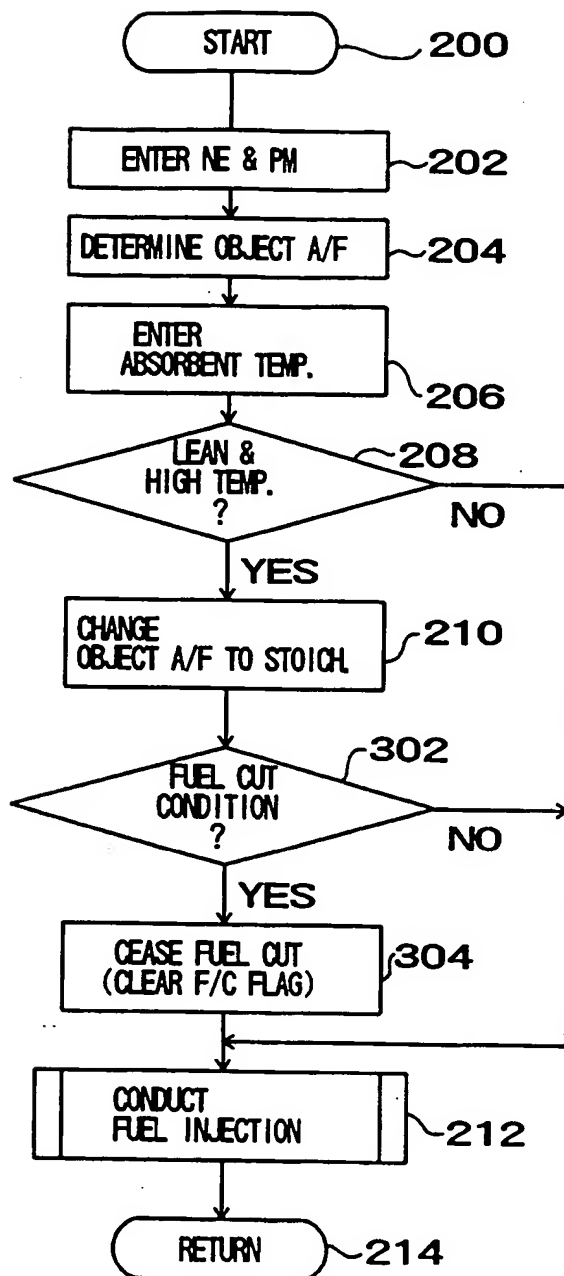 START
200
ENTER NE & PM
202
DETERMINE OBJECT A/F
204
ENTER
ABSORBENT TEMP.
206
LEAN &
HIGH TEMP.
?
208
NO
YES
CHANGE
OBJECT A/F TO STOICH.
210
302
FUEL CUT
CONDITION
?
NO
YES
CEASE FUEL CUT
(CLEAR F/C FLAG)
304
CONDUCT
FUEL INJECTION
212
RETURN
214